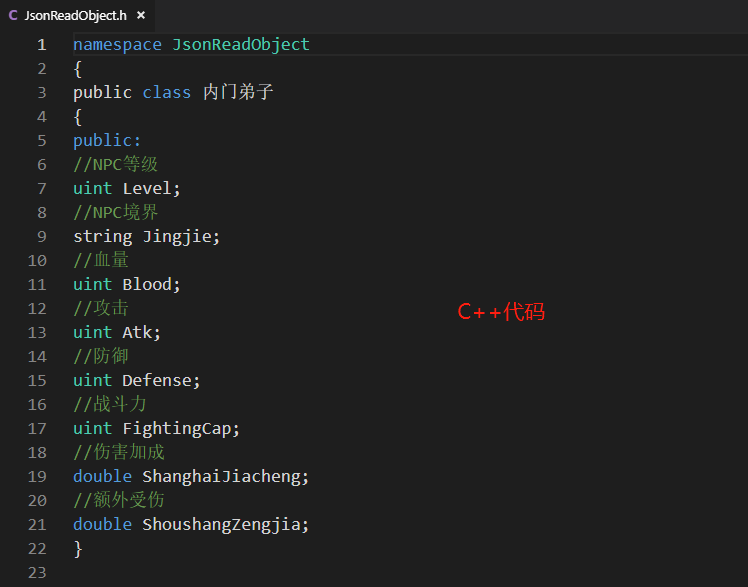 C JsonReadObject.h ×
1 namespace JsonReadObject
2 {
3 public class 内门弟子
4 {
5 public:
6 //NPC等级
7 uint Level;
8 //NPC境界
9 string Jingjie;
10 //血量
11 uint Blood;
12 //攻击
13 uint Atk;
C++代码
14 //防御
15 uint Defense;
16 //战斗力
17 uint FightingCap;
18 //伤害加成
19 double ShanghaiJiacheng;
20 //额外受伤
21 double ShoushangZengjia;
22 }
23